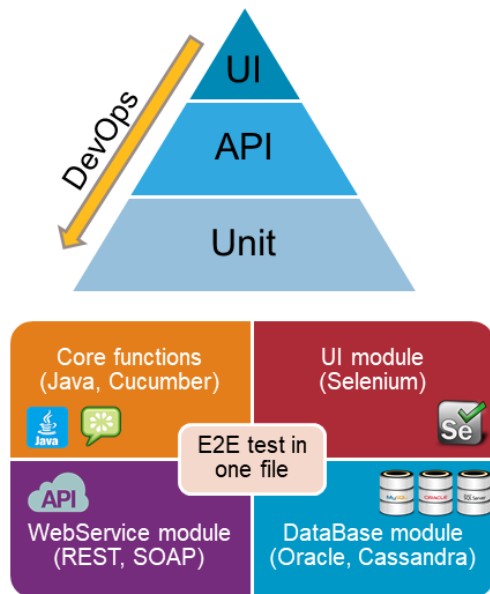 UI
DevOps
API
Unit
Core functions
(Java, Cucumber)
Java
UI module
(Selenium)
Se
E2E test in
one file
API
WebService module
(REST, SOAP)
MySQL
ORACLE
SQL Server
DataBase module
(Oracle, Cassandra)